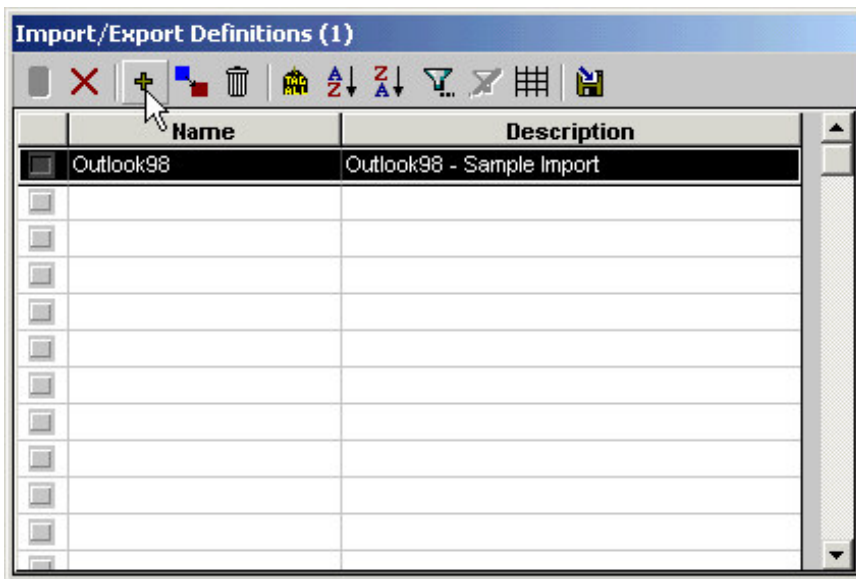 Import/Export Definitions (1)
A Z Z A
Name Description
Outlook98 Outlook98 - Sample Import